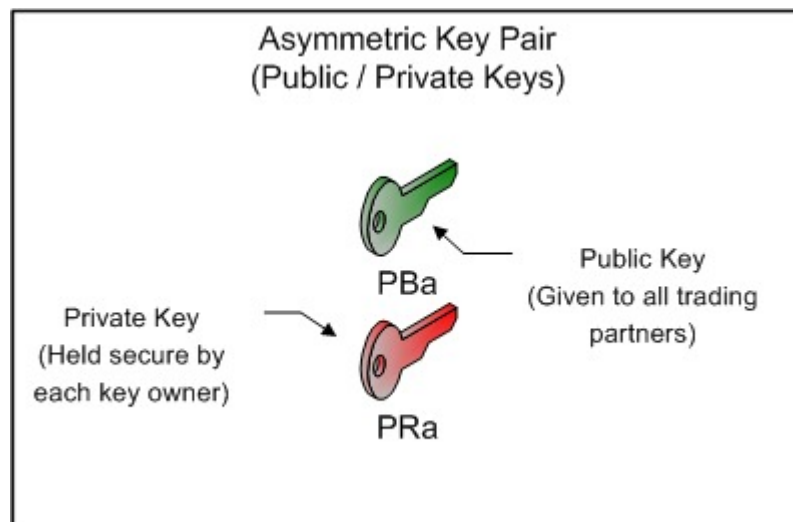 Asymmetric Key Pair
(Public / Private Keys)
PBa
Public Key
(Given to all trading
partners)
Private Key
(Held secure by
each key owner)
PRa